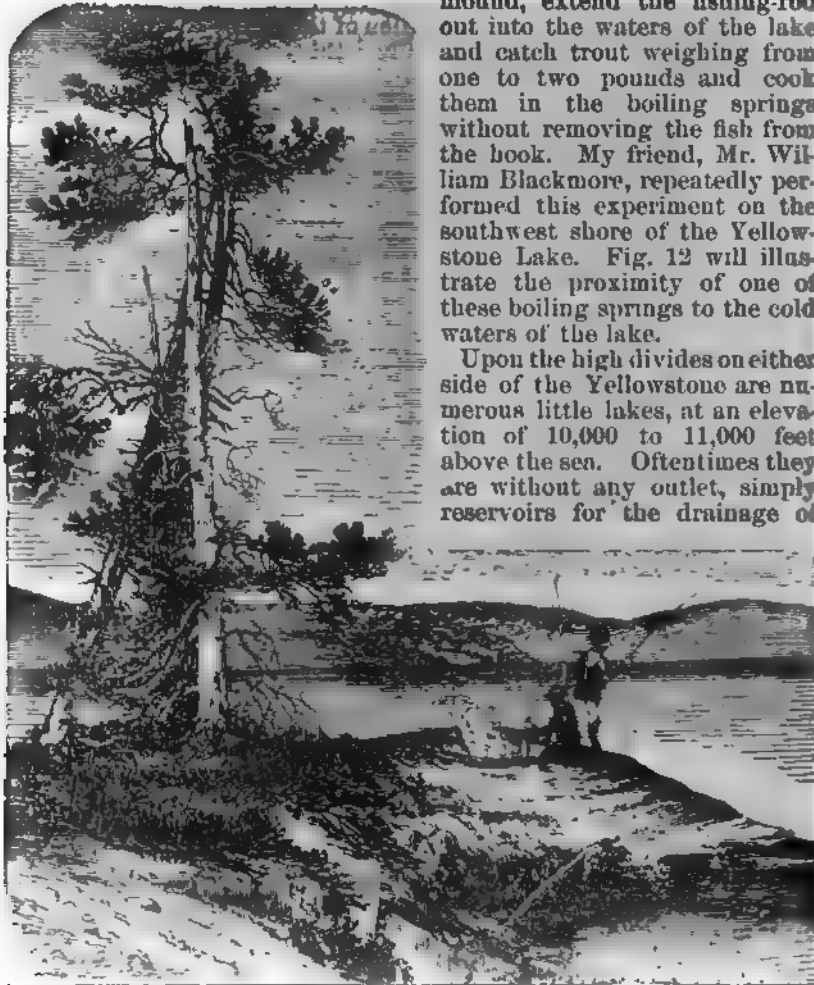 mound, extend the fishing-rod
out into the waters of the lake
and catch trout weighing from
one to two pounds and cook
them in the boiling springs
without removing the fish from
the hook. My friend, Mr. Wil-
liam Blackmore, repeatedly per-
formed this experiment on the
southwest shore of the Yellow-
stone Lake. Fig. 12 will illus-
trate the proximity of one of
these boiling springs to the cold
waters of the lake.
Upon the high divides on either
side of the Yellowstone are nu-
merous little lakes, at an eleva-
tion of 10,000 to 11,000 feet
above the sea. Oftentimes they
are without any outlet, simply
reservoirs for the drainage of